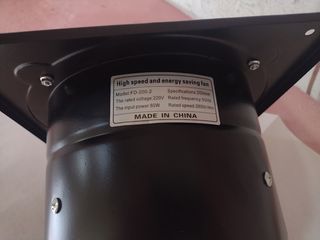 High speed and energy saving fan
Model: FD-200-2 Specifications: 200mm
The rated voltage: 220V Rated frequency: 50Hz
The input power: 80W Rated speed: 2800r/min
MADE IN CHINA